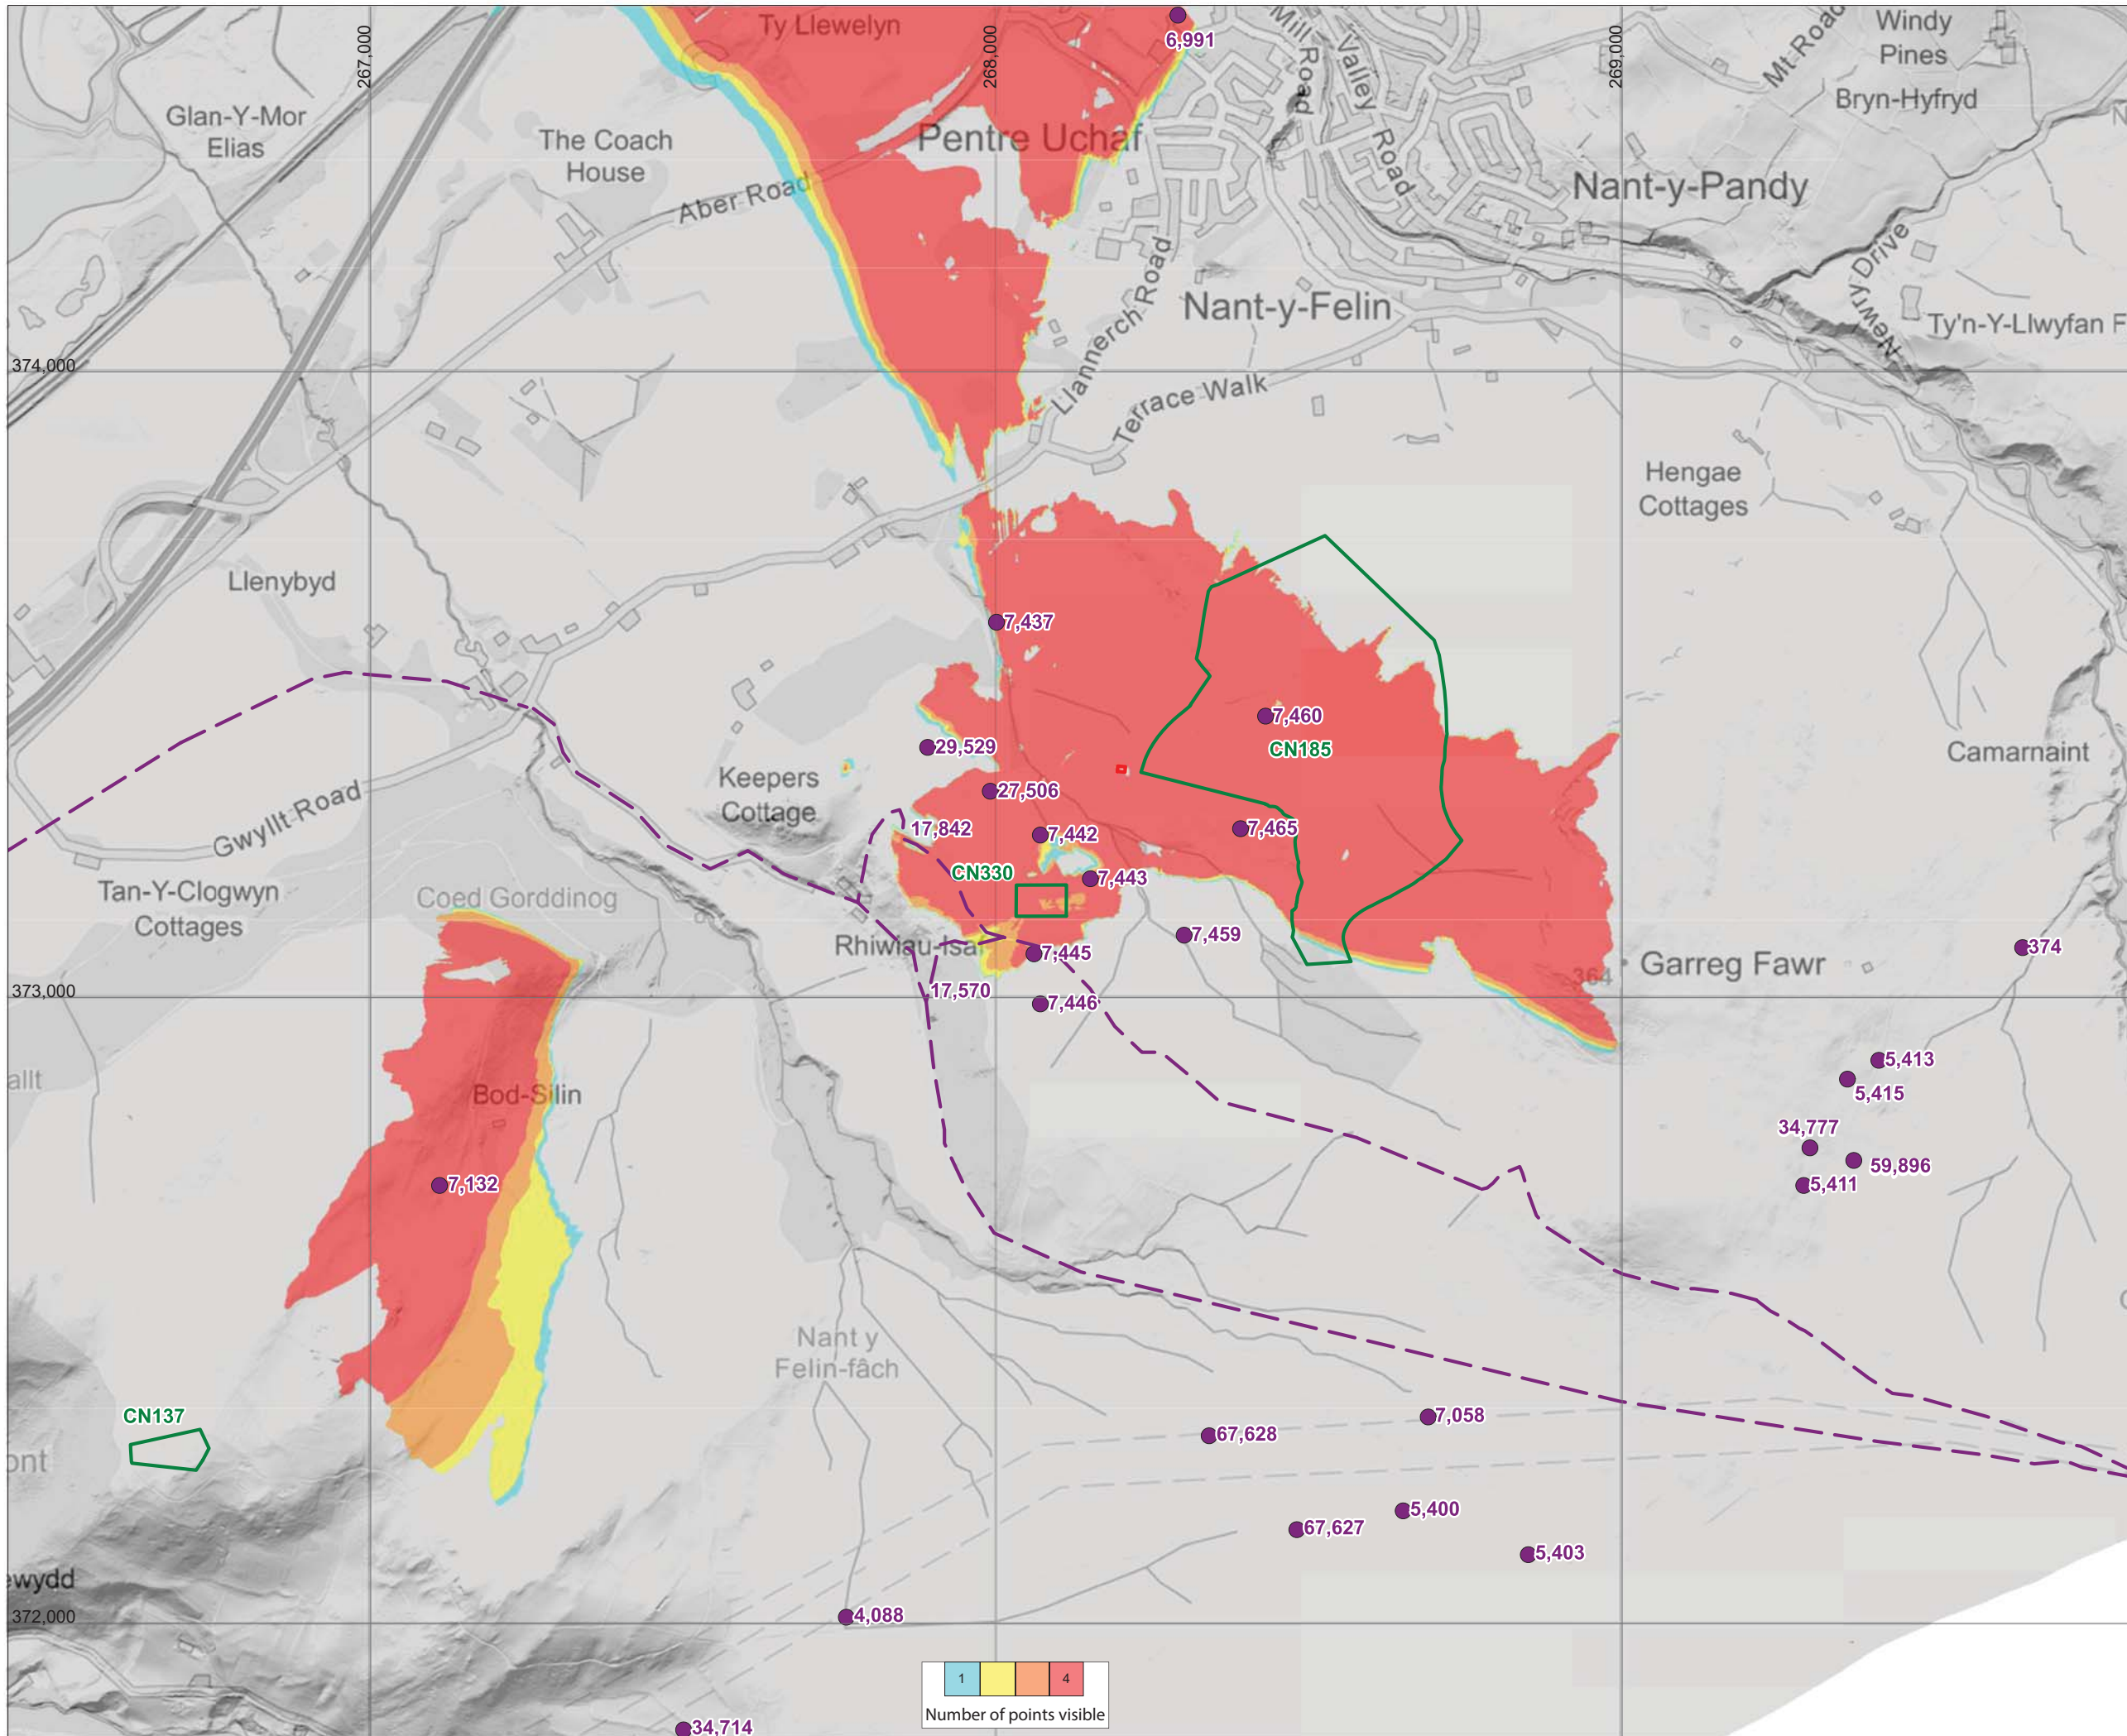 Ty Llewelyn
6,991
267,000
268,000
269,000
Mill Road
Valley Road
Mt Road
Windy
Pines
Bryn-Hyfryd
Glan-Y-Mor
Elias
The Coach
House
Pentre Uchaf
Aber Road
Nant-y-Pandy
Newry Drive
Llannerch Road
Nant-y-Felin
Ty'n-Y-Llwyfan F
374,000
Terrace Walk
Hengae
Cottages
Llenybyd
7,437
7,460
CN185
29,529
Camarnaint
Keepers
Cottage
27,506
Gwyllt Road
17,842
7,442
7,465
CN330
7,443
Tan-Y-Clogwyn
Cottages
Coed Gorddinog
Rhiwlau-Isaf
7,445
7,459
374
Garreg Fawr
364
373,000
17,570
7,446
allt
Bod-Silin
5,413
5,415
34,777
59,896
7,132
5,411
Nant y
Felin-fâch
CN137
7,058
67,628
ont
5,400
67,627
5,403
ewydd
372,000
4,088
1
4
Number of points visible
34,714